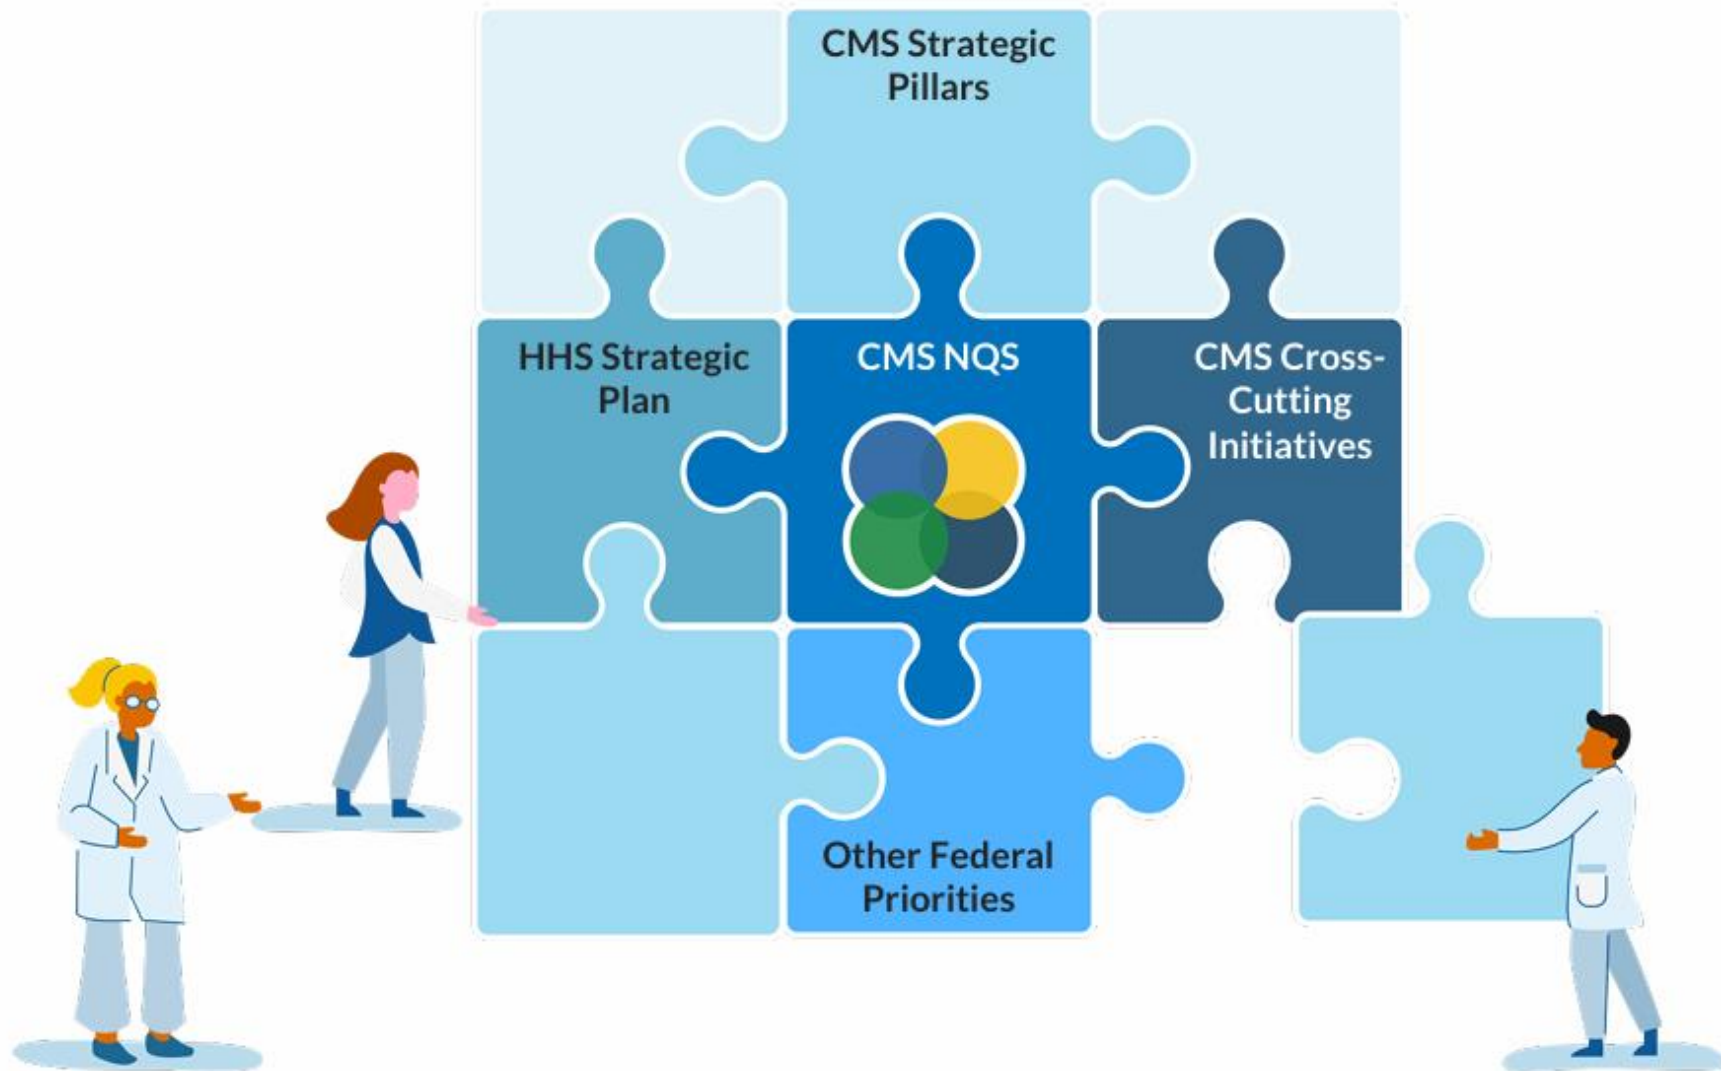 CMS Strategic
Pillars
HHS Strategic
Plan
CMS NQS
CMS Cross-
Cutting
Initiatives
Other Federal
Priorities